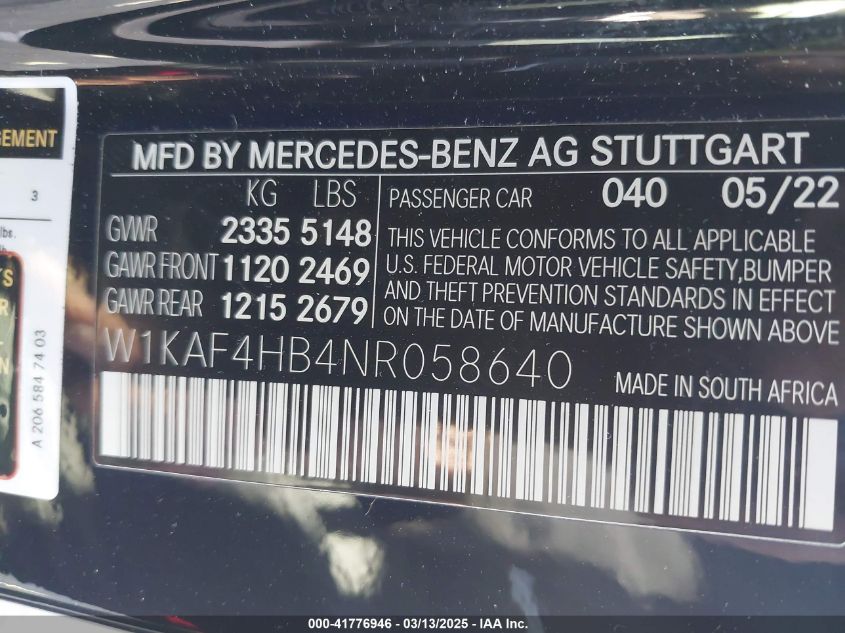 GEMENT
3
lbs.
A 206 584 74 03
MFD BY MERCEDES-BENZ AG STUTTGART
KG LBS
PASSENGER CAR 040 05/22
GVWR 2335 5148
GAWR FRONT 1120 2469
GAWR REAR 1215 2679
THIS VEHICLE CONFORMS TO ALL APPLICABLE
U.S. FEDERAL MOTOR VEHICLE SAFETY,BUMPER
AND THEFT PREVENTION STANDARDS IN EFFECT
ON THE DATE OF MANUFACTURE SHOWN ABOVE
W1KAF4HB4NR058640
MADE IN SOUTH AFRICA
000-41776946 - 03/13/2025 - IAA, Inc.